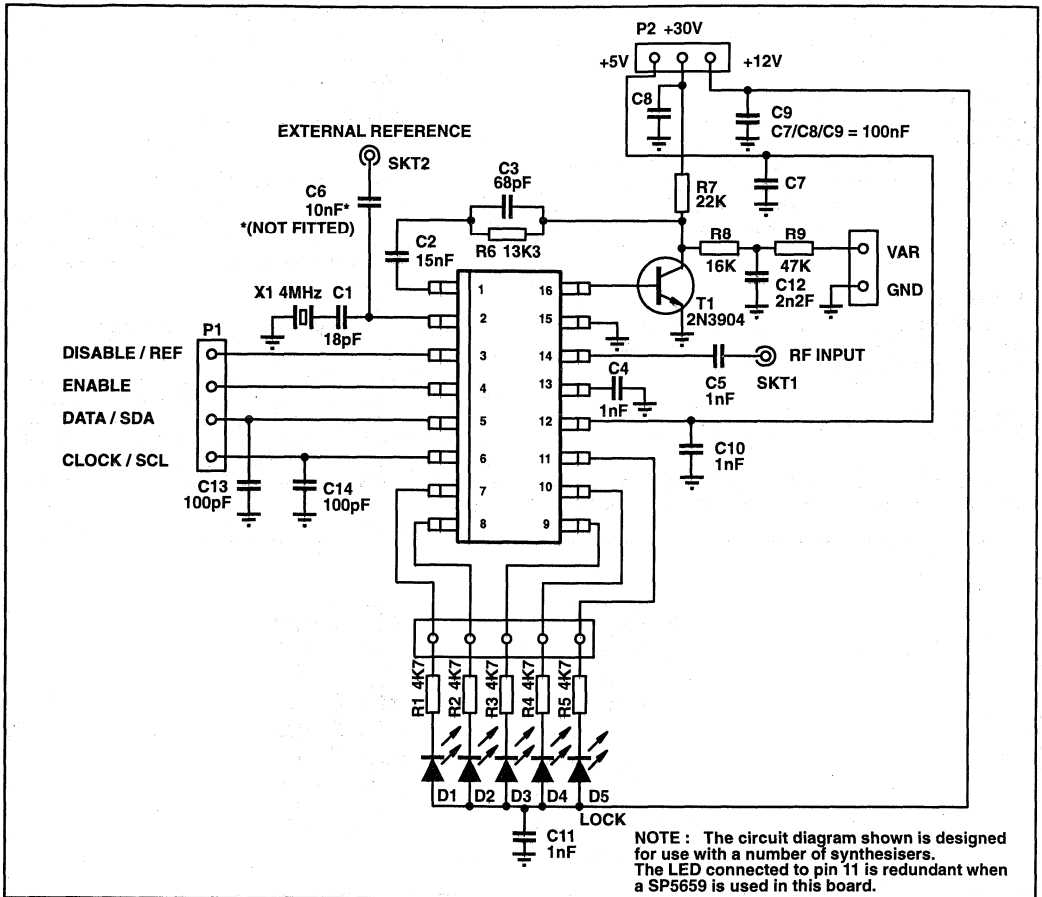 P2 +30V
+5V
+12V
C8
C9
C7/C8/C9 = 100nF
EXTERNAL REFERENCE
SKT2
C3
68pF
C7
C6
10nF*
*(NOT FITTED)
R7
22K
C2
15nF
R6 13K3
R8
16K
R9
47K
VAR
C12
2n2F
GND
X1 4MHz C1
18pF
T1
2N3904
1
2
3
4
5
6
7
8
16
15
14
13
12
11
10
9
P1
DISABLE / REF
ENABLE
DATA / SDA
CLOCK / SCL
RF INPUT
SKT1
C5
1nF
C4
1nF
C10
1nF
C13
100pF
C14
100pF
R1 4K7
R2 4K7
R3 4K7
R4 4K7
R5 4K7
D1
D2
D3
D4
D5
LOCK
C11
1nF
NOTE : The circuit diagram shown is designed
for use with a number of synthesisers.
The LED connected to pin 11 is redundant when
a SP5659 is used in this board.